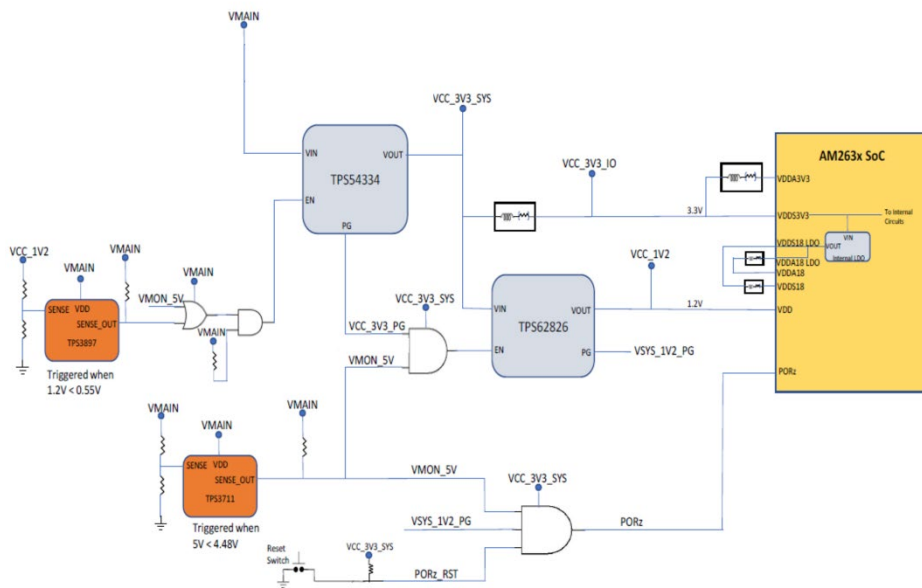 VMAIN
VCC_3V3_SYS
AM263x SoC
VIN
VOUT
TPS54334
VCC_3V3_IO
VDDA3V3
EN
3.3V
VDDS3V3
To Internal
Circuits
PG
VCC_1V2
VMAIN
VMAIN
VMAIN
VCC_1V2
VIN
VDDS18 LDO
VOUT
Internal LDO
VDDA18 LDO
VDDA18
VDDS18
VMON_5V
VCC_3V3_SYS
SENSE
VDD
SENSE_OUT
TPS3897
VMAIN
VIN
VOUT
1.2V
VDD
TPS62826
VCC_3V3_PG
EN
PG
VSYS_1V2_PG
VMON_5V
Triggered when
1.2V < 0.55V
PORz
VMAIN
VMAIN
VMAIN
SENSE
VDD
SENSE_OUT
TPS3711
VMON_5V
VCC_3V3_SYS
Triggered when
5V < 4.48V
VSYS_1V2_PG
PORz
Reset
Switch
VCC_3V3_SYS
PORz_RST